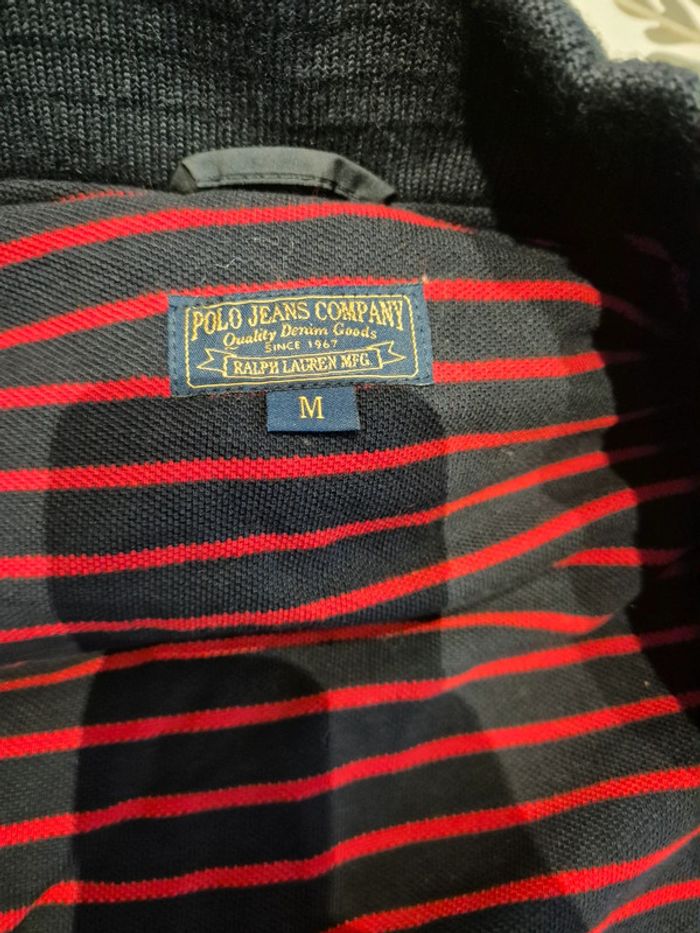 POLO JEANS COMPANY
Quality Denim Goods
SINCE 1967
RALPH LAUREN MFG
M